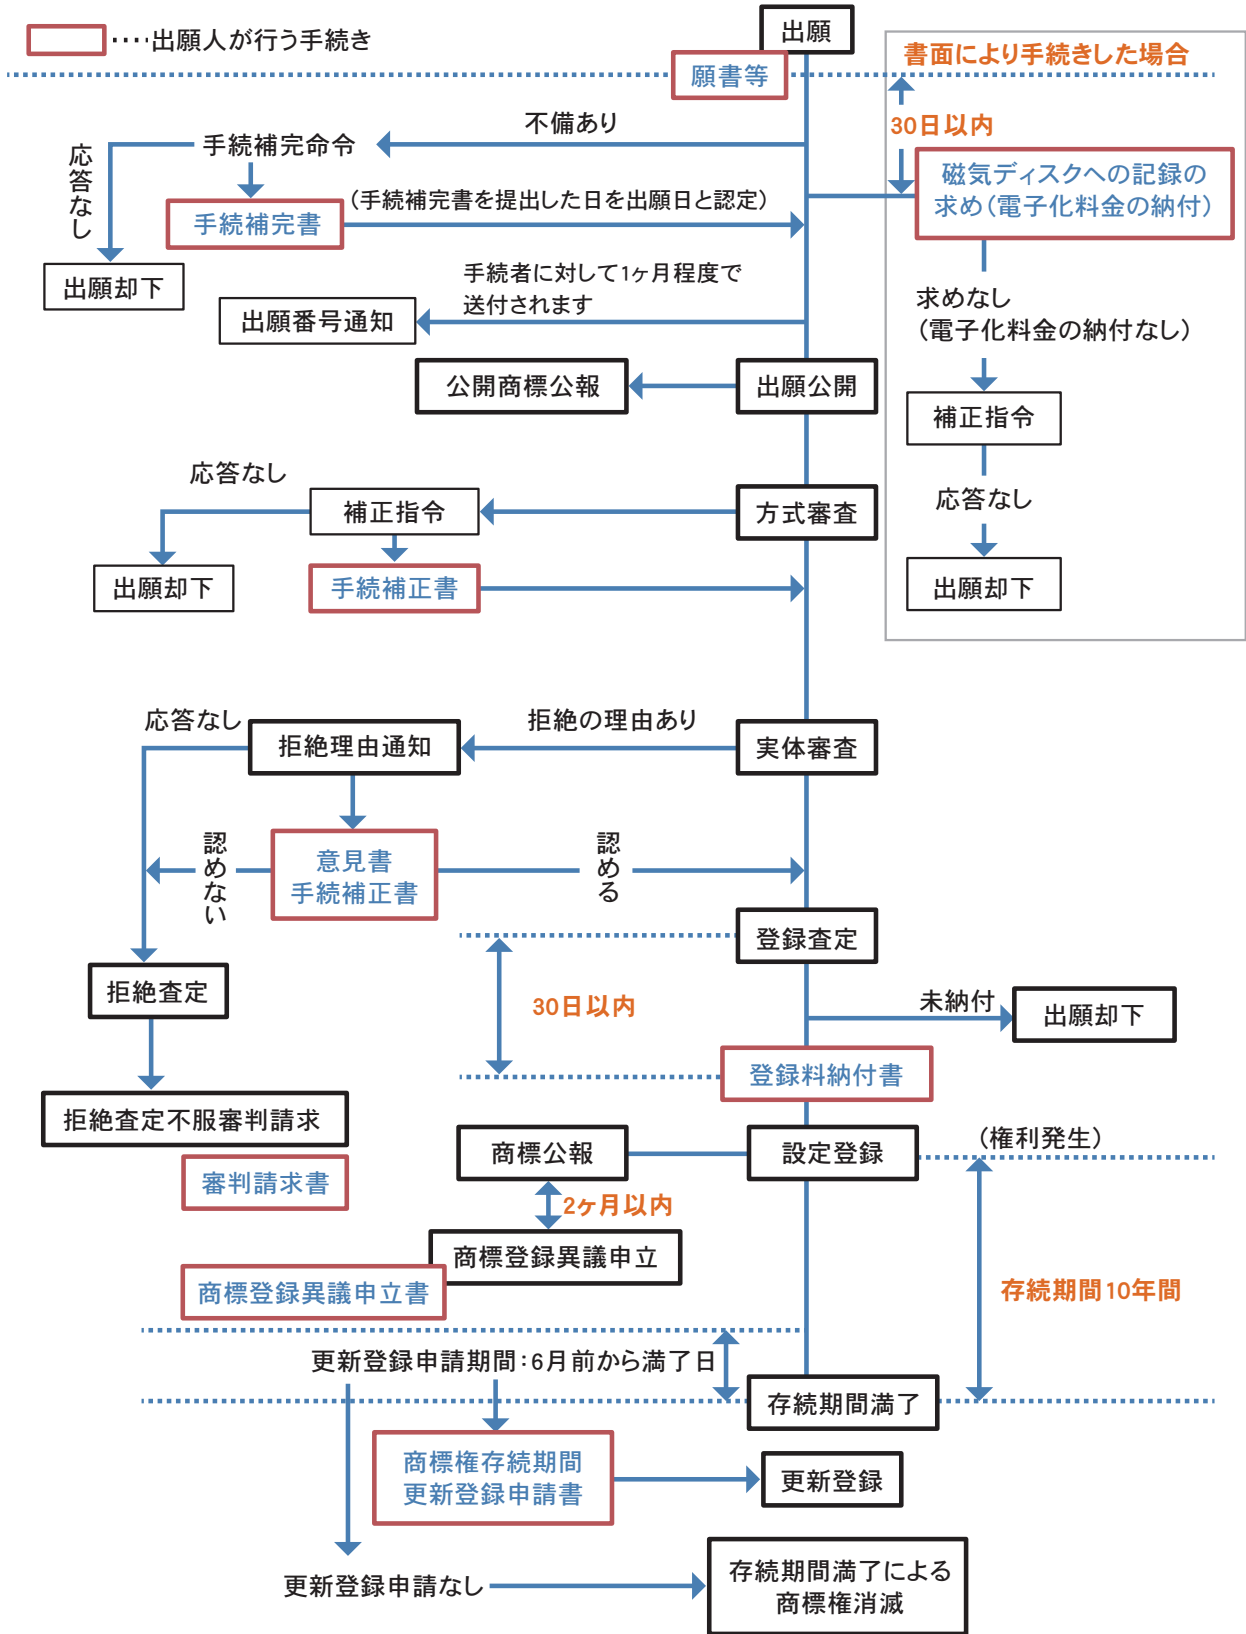 ････出願人が行う手続き
出願
願書等
書面により手続きした場合
30日以内
磁気ディスクへの記録の
求め(電子化料金の納付)
不備あり
手続補完命令
応答なし
手続補完書
(手続補完書を提出した日を出願日と認定)
出願却下
手続者に対して1ヶ月程度で
送付されます
出願番号通知
求めなし
(電子化料金の納付なし)
公開商標公報
出願公開
補正指令
応答なし
出願却下
応答なし
補正指令
方式審査
出願却下
手続補正書
応答なし
拒絶理由通知
拒絶の理由あり
実体審査
認めない
意見書
手続補正書
認める
登録査定
拒絶査定
30日以内
未納付
出願却下
登録料納付書
拒絶査定不服審判請求
審判請求書
商標公報
設定登録
(権利発生)
2ヶ月以内
商標登録異議申立
商標登録異議申立書
存続期間10年間
更新登録申請期間:6月前から満了日
存続期間満了
商標権存続期間
更新登録申請書
更新登録
更新登録申請なし
存続期間満了による
商標権消滅